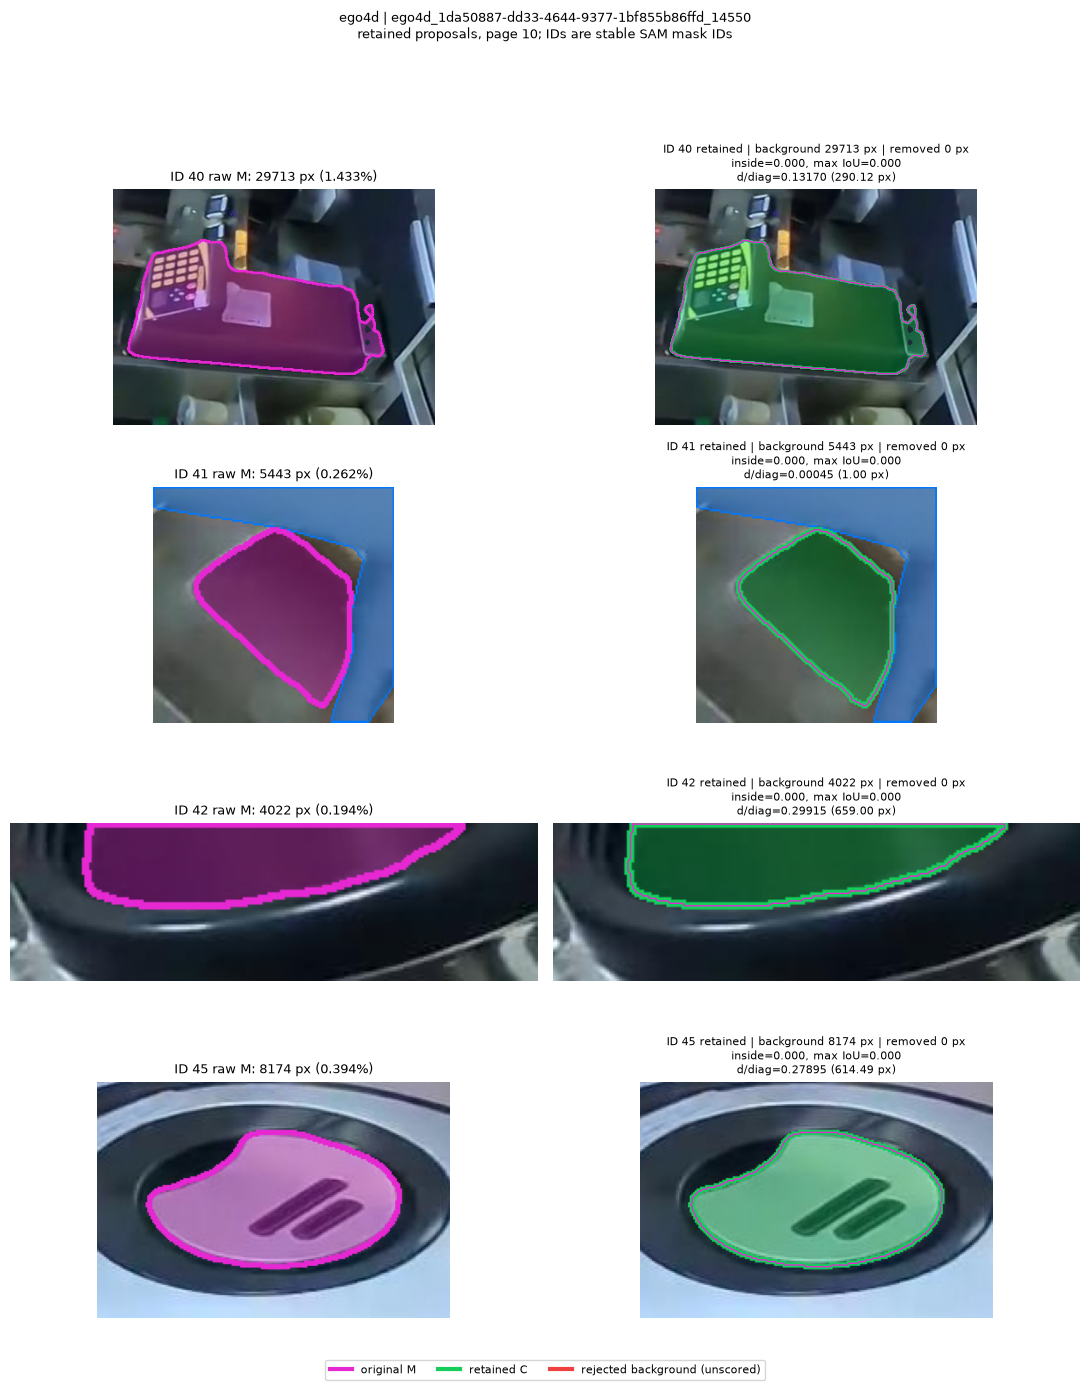 ego4d | ego4d_1da50887-dd33-4644-9377-1bf855b86ffd_14550
retained proposals, page 10; IDs are stable SAM mask IDs
ID 40 raw M: 29713 px (1.433%)
ID 40 retained | background 29713 px | removed 0 px
inside=0.000, max IoU=0.000
d/diag=0.13170 (290.12 px)
ID 41 raw M: 5443 px (0.262%)
ID 41 retained | background 5443 px | removed 0 px
inside=0.000, max IoU=0.000
d/diag=0.00045 (1.00 px)
ID 42 raw M: 4022 px (0.194%)
ID 42 retained | background 4022 px | removed 0 px
inside=0.000, max IoU=0.000
d/diag=0.29915 (659.00 px)
ID 45 raw M: 8174 px (0.394%)
ID 45 retained | background 8174 px | removed 0 px
inside=0.000, max IoU=0.000
d/diag=0.27895 (614.49 px)
original M
retained C
rejected background (unscored)